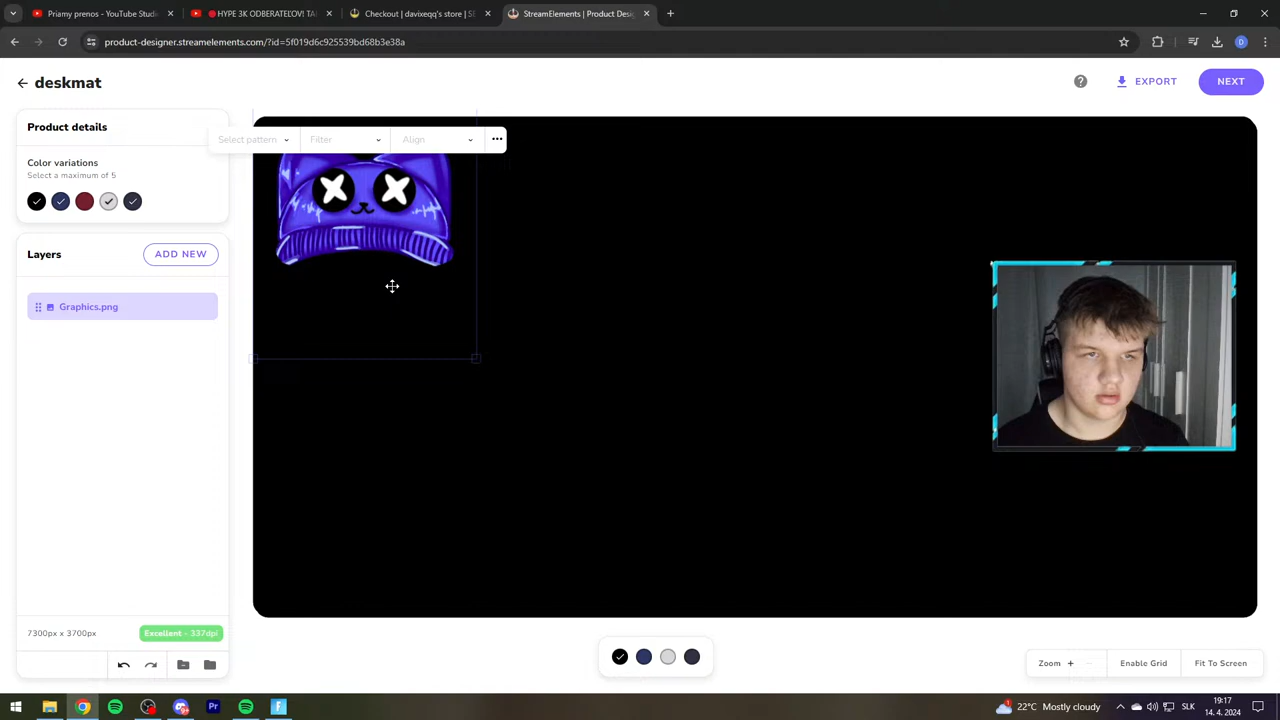 Priamy prenos - YouTube Studi
HYPE 3K ODBERATEĽOV! TA
Checkout | davixeqq's store | SE
StreamElements | Product Desig
product-designer.streamelements.com/?id=5f019d6c925539bd68b3e38a
D
deskmat
EXPORT
NEXT
Product details
Select pattern
Filter
Align
Color variations
Select a maximum of 5
Layers
ADD NEW
Graphics.png
7300px x 3700px
Excellent - 337dpi
Zoom + −
Enable Grid
Fit To Screen
22°C Mostly cloudy
SLK
19:17
14. 4. 2024